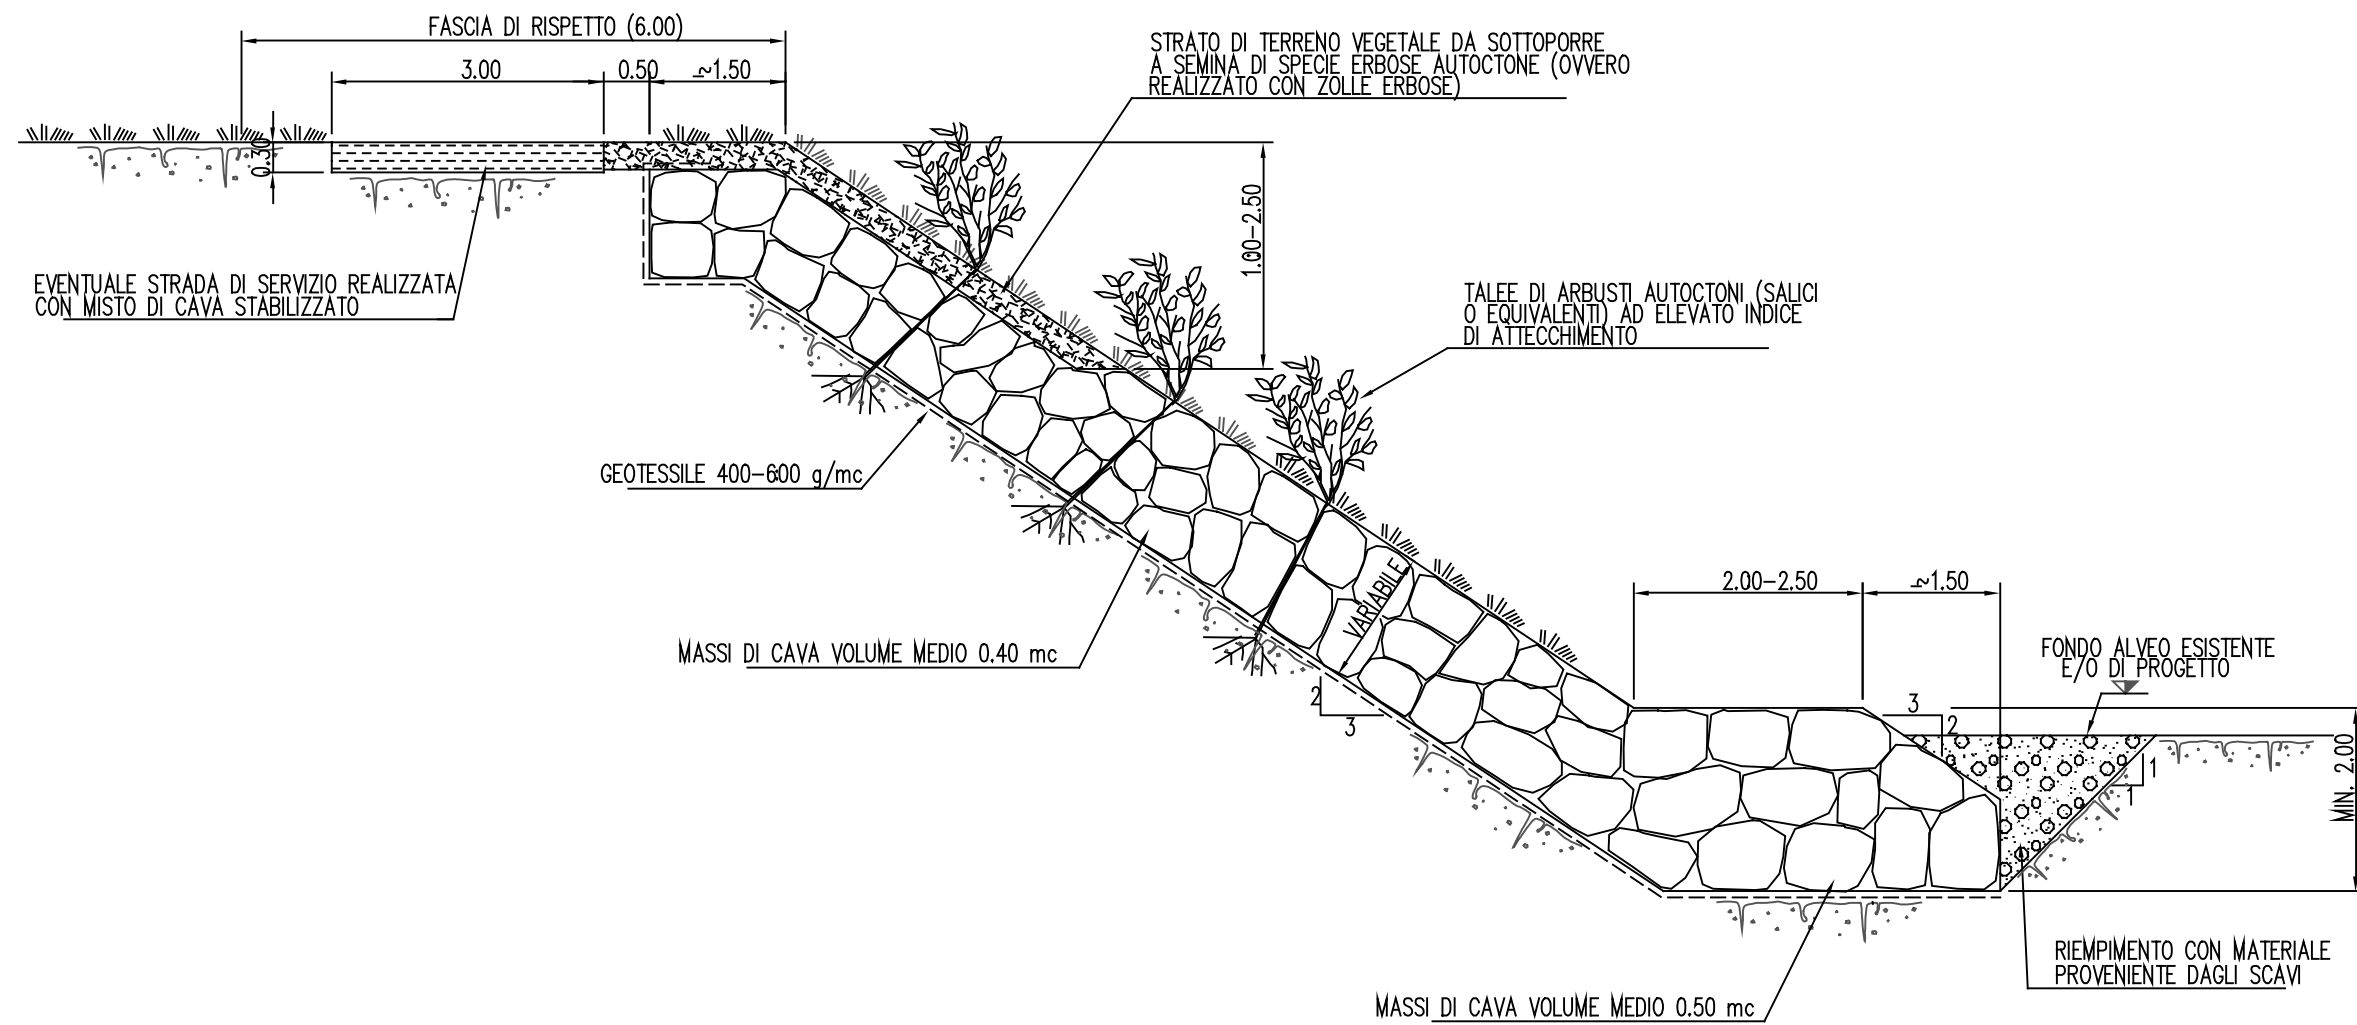 FASCIA DI RISPETTO (6.00)
3.00
0.50
~1.50
0.30
STRATO DI TERRENO VEGETALE DA SOTTOPORRE
A SEMINA DI SPECIE ERBOSE AUTOCTONE (OVVERO
REALIZZATO CON ZOLLE ERBOSE)
1.00-2.50
EVENTUALE STRADA DI SERVIZIO REALIZZATA
CON MISTO DI CAVA STABILIZZATO
TALEE DI ARBUSTI AUTOCTONI (SALICI
O EQUIVALENTI) AD ELEVATO INDICE
DI ATTECCHIMENTO
GEOTESSILE 400-600 g/mc
VARIABILE
MASSI DI CAVA VOLUME MEDIO 0.40 mc
2
3
2.00-2.50
~1.50
FONDO ALVEO ESISTENTE
E/O DI PROGETTO
3
2
1
1
MIN. 2.00
RIEMPIMENTO CON MATERIALE
PROVENIENTE DAGLI SCAVI
MASSI DI CAVA VOLUME MEDIO 0.50 mc